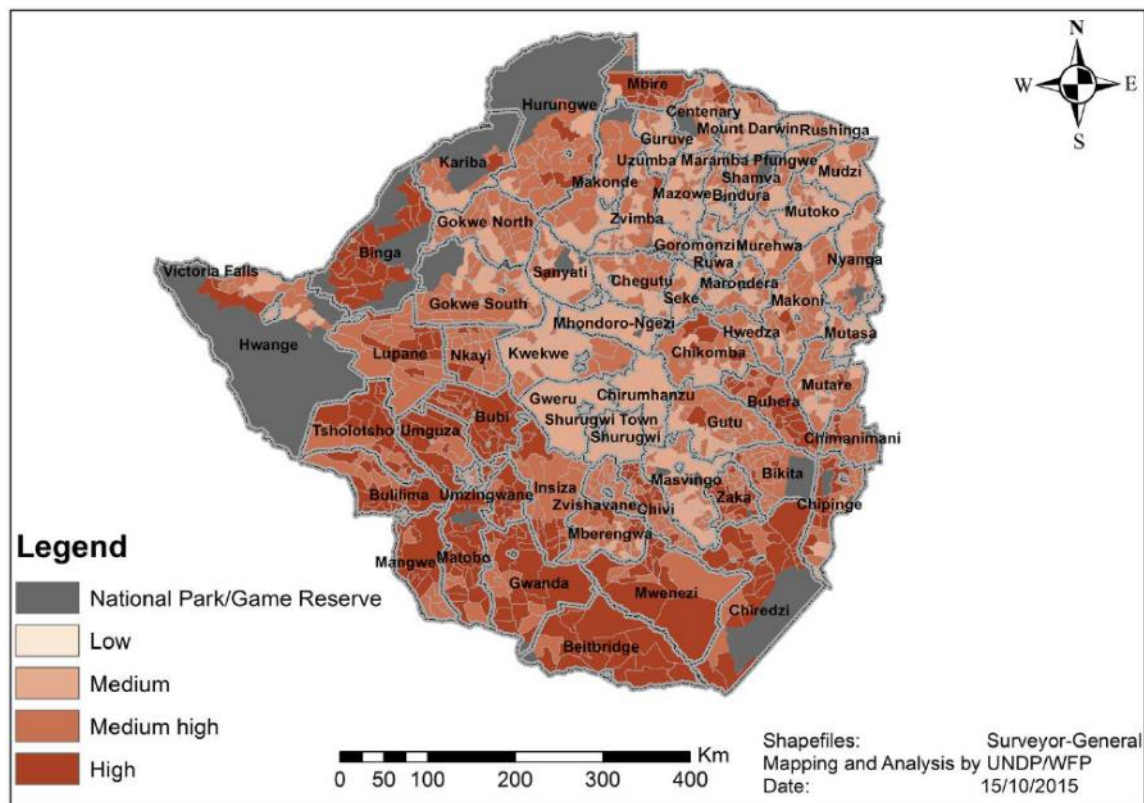 N
W E
S
Mbire
Hurungwe
Centenary
Mount Darwin Rushinga
Guruve
Kariba
Uzumba Maramba Pfungwe
Shamva
Mudzi
Makonde
Mazowe Bindura
Mutoko
Gokwe North
Zvimba
Goromonzi Murehwa
Binga
Ruwa
Nyanga
Victoria Falls
Sanyati
Chegutu
Marondera
Gokwe South
Seke
Makoni
Mhondoro-Ngezi
Hwedza
Mutasa
Hwange
Lupane
Nkayi
Kwekwe
Chikomba
Mutare
Gweru
Chirumhanzu
Buhera
Bubi
Shurugwi Town
Gutu
Tsholotsho
Umguza
Shurugwi
Chimanimani
Masvingo
Bikita
Bulilima
Umzingwane
Insiza
Zvishavane
Chivi
Zaka
Chipinge
Mberengwa
Mangwe
Matobo
Gwanda
Mwenezi
Chiredzi
Beitbridge
Legend
National Park/Game Reserve
Low
Medium
Medium high
High
Km
0 50 100 200 300 400
Shapefiles: Surveyor-General
Mapping and Analysis by UNDP/WFP
Date: 15/10/2015